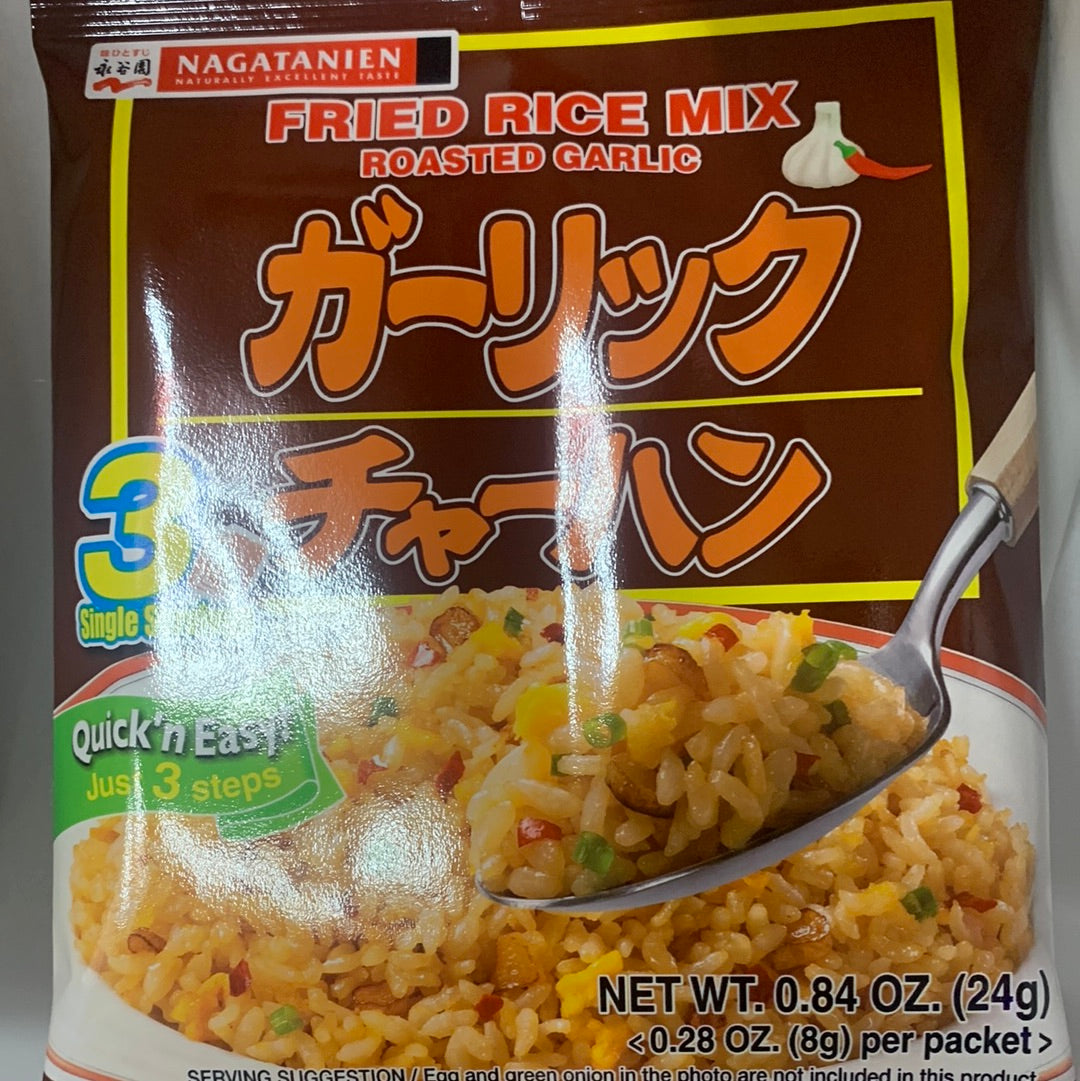 味ひとすじ
永谷園
NAGATANIEN
NATURALLY EXCELLENT TASTE
FRIED RICE MIX
ROASTED GARLIC
ガーリック
チャーハン
3
Single
Quick'n Easy!!
Just 3 steps
NET WT. 0.84 OZ. (24g)
<0.28 OZ. (8g) per packet>
SERVING SUGGESTION / Egg and green onion in the photo are not included in this product